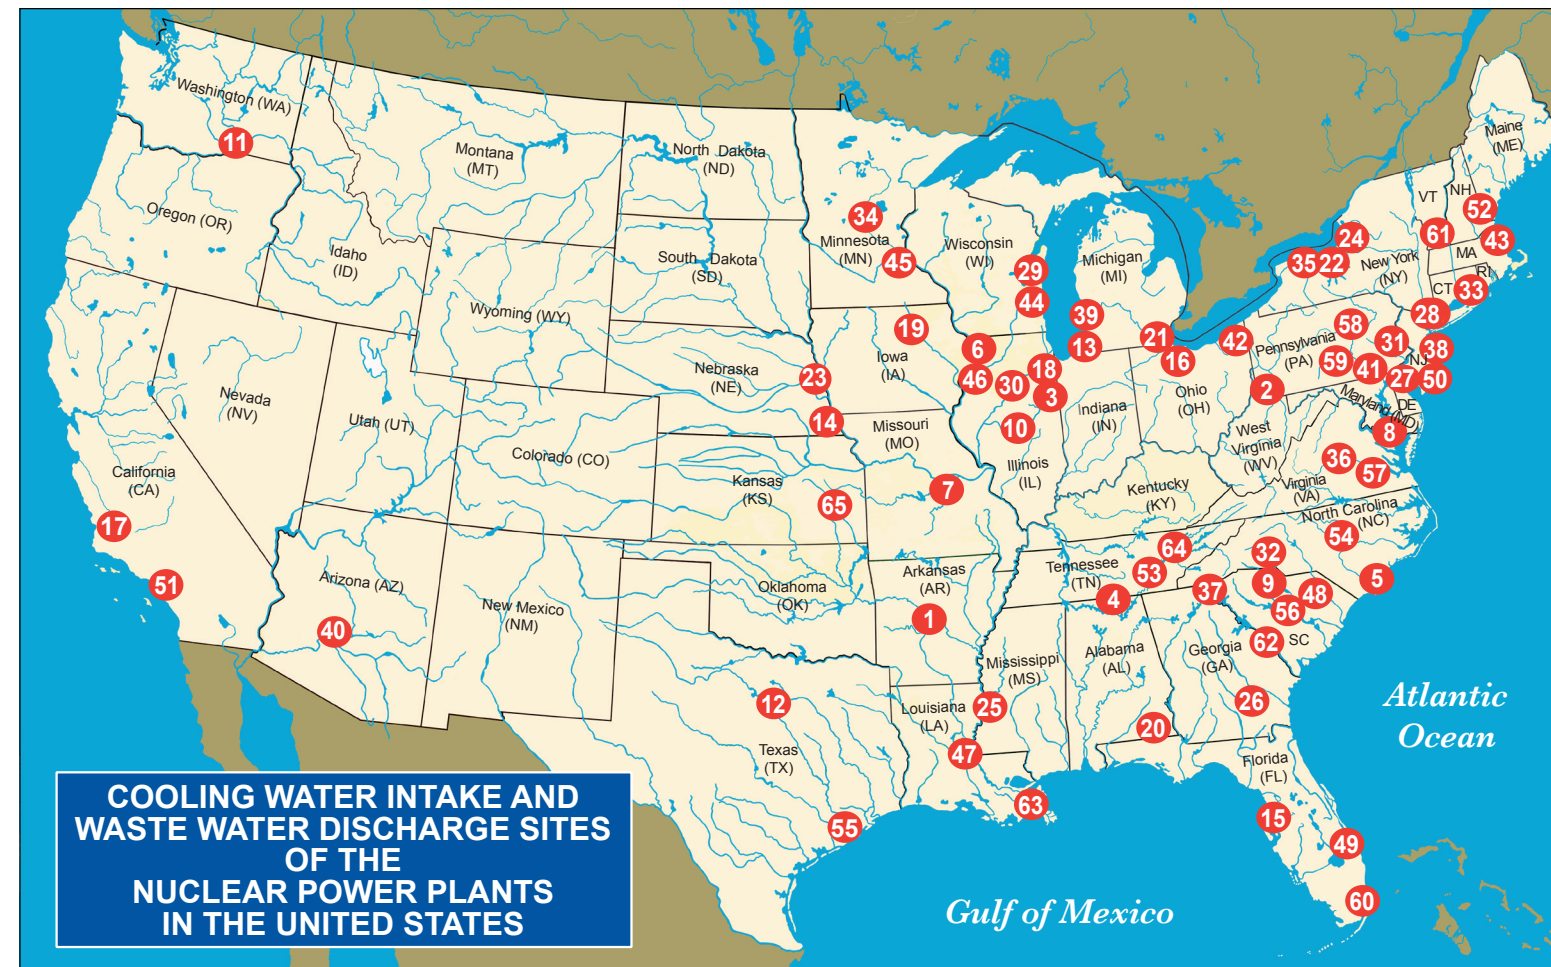 Washington (WA)
11
Oregon (OR)
Idaho
(ID)
Montana
(MT)
North Dakota
(ND)
South Dakota
(SD)
Wyoming (WY)
Nebraska
(NE)
Nevada
(NV)
Utah (UT)
Colorado (CO)
California
(CA)
17
51
Arizona (AZ)
40
New Mexico
(NM)
Kansas
(KS)
65
Oklahoma
(OK)
Texas
(TX)
12
55
34
Minnesota
(MN)
45
19
Iowa
(IA)
23
14
Missouri
(MO)
7
Arkansas
(AR)
1
Louisiana
(LA)
25
47
63
Wisconsin
(WI)
29
44
Michigan
(MI)
39
13
21
16
6
46
30
18
3
10
Illinois
(IL)
Indiana
(IN)
Ohio
(OH)
42
2
Kentucky
(KY)
West
Virginia
(WV)
Tennessee
(TN)
64
53
4
Mississippi
(MS)
Alabama
(AL)
20
Georgia
(GA)
26
37
62
SC
9
56
48
32
North Carolina
(NC)
54
5
Virginia
(VA)
36
57
Maryland (MD)
8
DE
Pennsylvania
(PA)
58
59
41
31
NJ
38
27
50
New York
(NY)
24
35
22
28
VT
NH
Maine
(ME)
52
61
43
MA
RI
CT
33
Florida
(FL)
15
49
60
Atlantic
Ocean
Gulf of Mexico
COOLING WATER INTAKE AND
WASTE WATER DISCHARGE SITES
OF THE
NUCLEAR POWER PLANTS
IN THE UNITED STATES